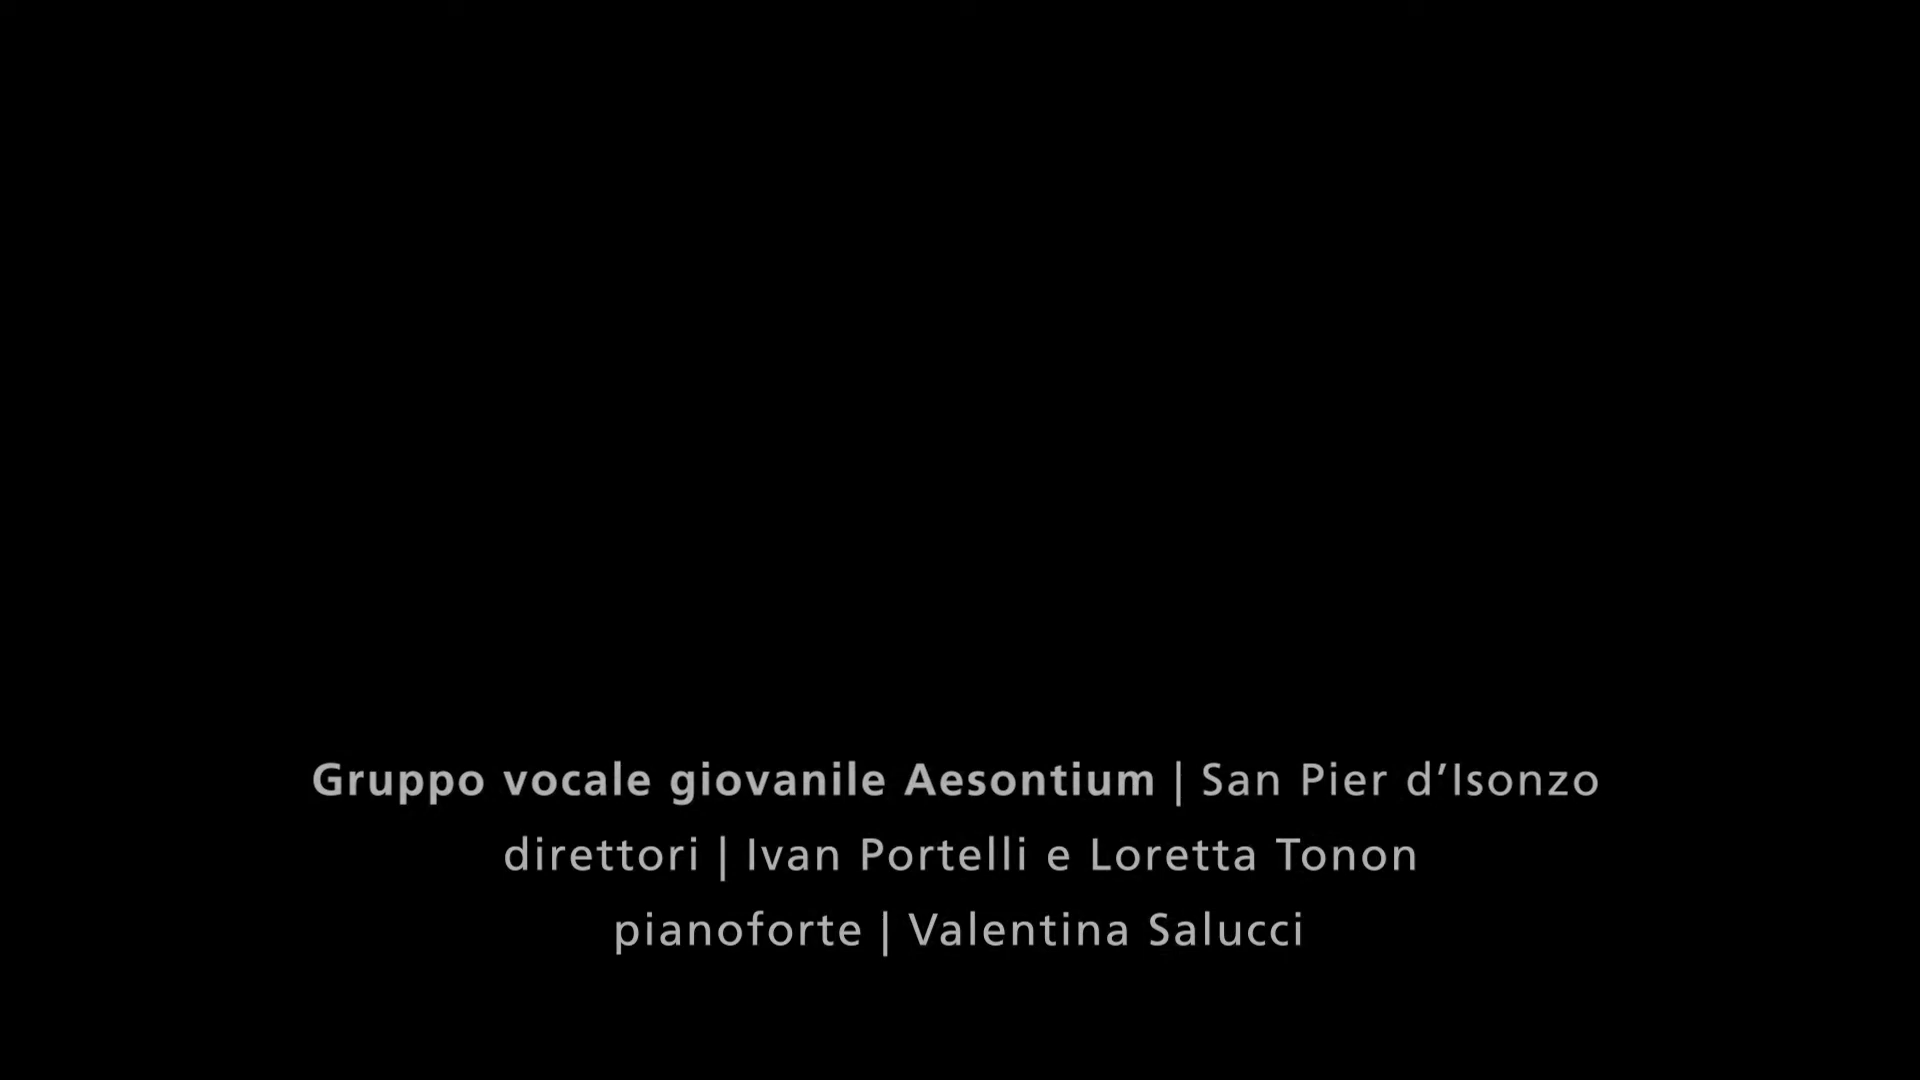 Gruppo vocale giovanile Aesontium | San Pier d’Isonzo
direttori | Ivan Portelli e Loretta Tonon
pianoforte | Valentina Salucci